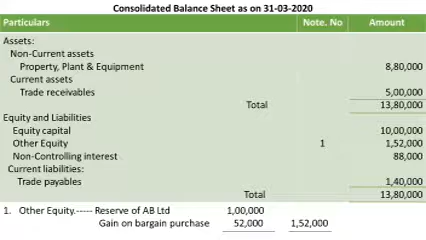 Consolidated Balance Sheet as on 31-03-2020
Particulars Note. No Amount
Assets:
Non-Current assets
Property, Plant & Equipment 8,80,000
Current assets
Trade receivables 5,00,000
Total 13,80,000
Equity and Liabilities
Equity capital 10,00,000
Other Equity 1 1,52,000
Non-Controlling interest 88,000
Current liabilities:
Trade payables 1,40,000
Total 13,80,000
1. Other Equity.----- Reserve of AB Ltd 1,00,000
Gain on bargain purchase 52,000 1,52,000